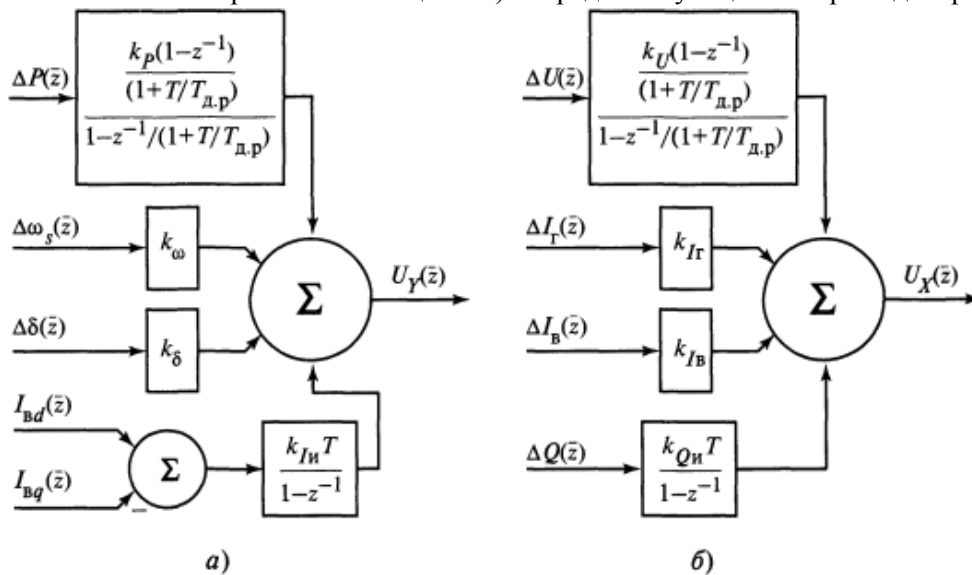 ΔP(z̄)
k_P(1–z^{–1})
(1+T/T_{д.р})
1–z^{–1}/(1+T/T_{д.р})
Δω_s(z̄)
k_ω
Δδ(z̄)
k_δ
Σ
U_Y(z̄)
I_{вd}(z̄)
I_{вq}(z̄)
Σ
–
k_{Iи}T
1–z^{–1}
а)
ΔU(z̄)
k_U(1–z^{–1})
(1+T/T_{д.р})
1–z^{–1}/(1+T/T_{д.р})
ΔI_г(z̄)
k_{Iг}
ΔI_в(z̄)
k_{Iв}
Σ
U_X(z̄)
ΔQ(z̄)
k_{Qи}T
1–z^{–1}
б)